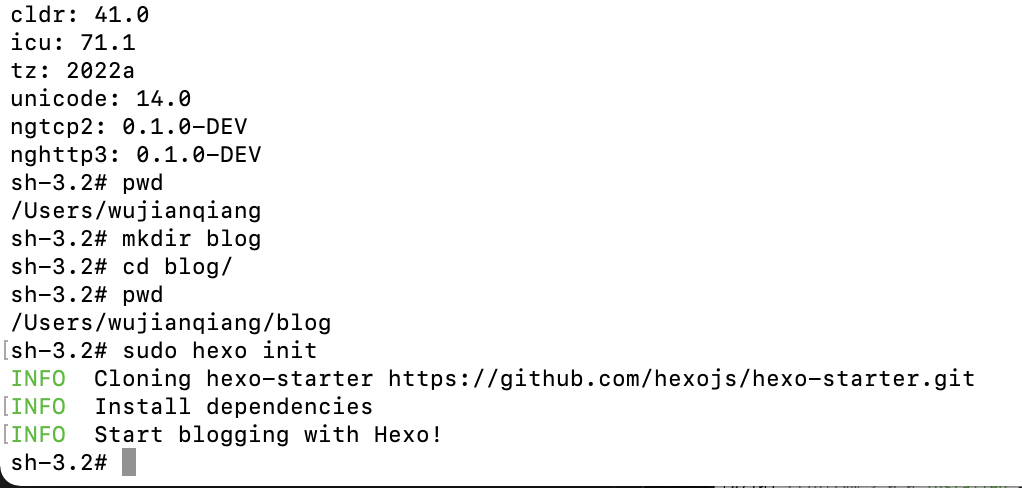 cldr: 41.0
icu: 71.1
tz: 2022a
unicode: 14.0
ngtcp2: 0.1.0-DEV
nghttp3: 0.1.0-DEV
sh-3.2# pwd
/Users/wujianqiang
sh-3.2# mkdir blog
sh-3.2# cd blog/
sh-3.2# pwd
/Users/wujianqiang/blog
[sh-3.2# sudo hexo init
INFO  Cloning hexo-starter https://github.com/hexojs/hexo-starter.git
[INFO  Install dependencies
[INFO  Start blogging with Hexo!
sh-3.2#